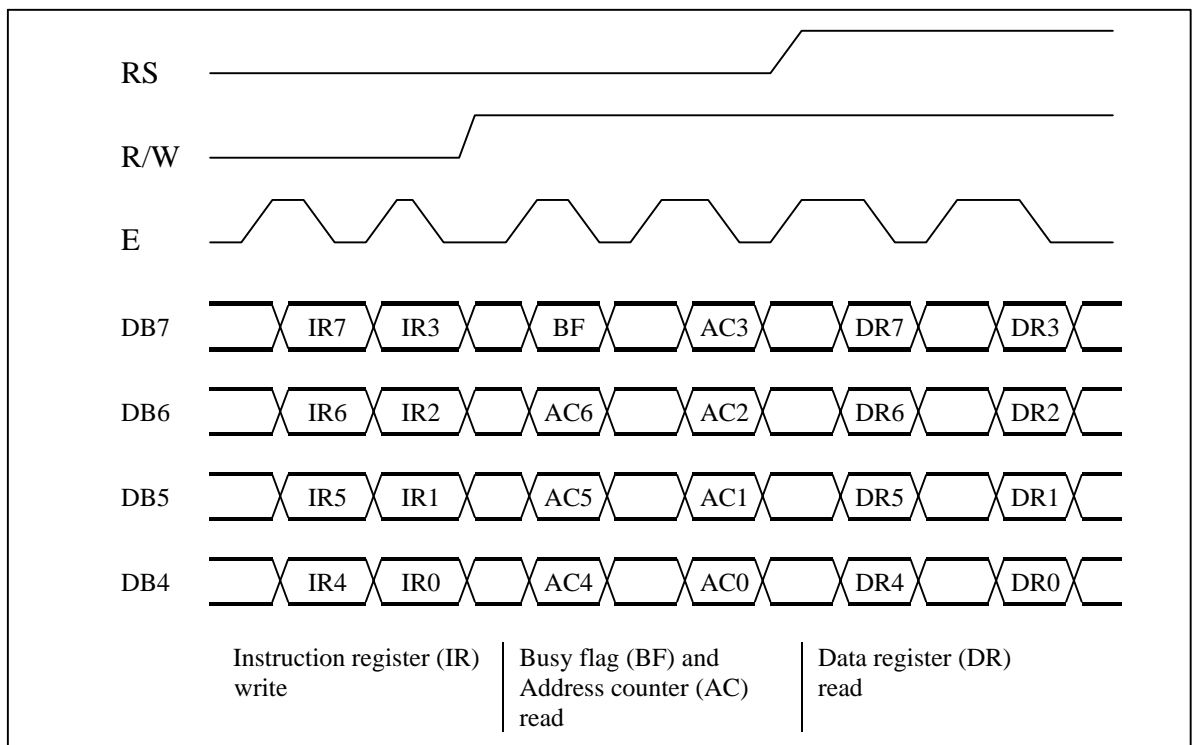 RS
R/W
E
DB7 IR7 IR3 BF AC3 DR7 DR3
DB6 IR6 IR2 AC6 AC2 DR6 DR2
DB5 IR5 IR1 AC5 AC1 DR5 DR1
DB4 IR4 IR0 AC4 AC0 DR4 DR0
Instruction register (IR)
write
Busy flag (BF) and
Address counter (AC)
read
Data register (DR)
read